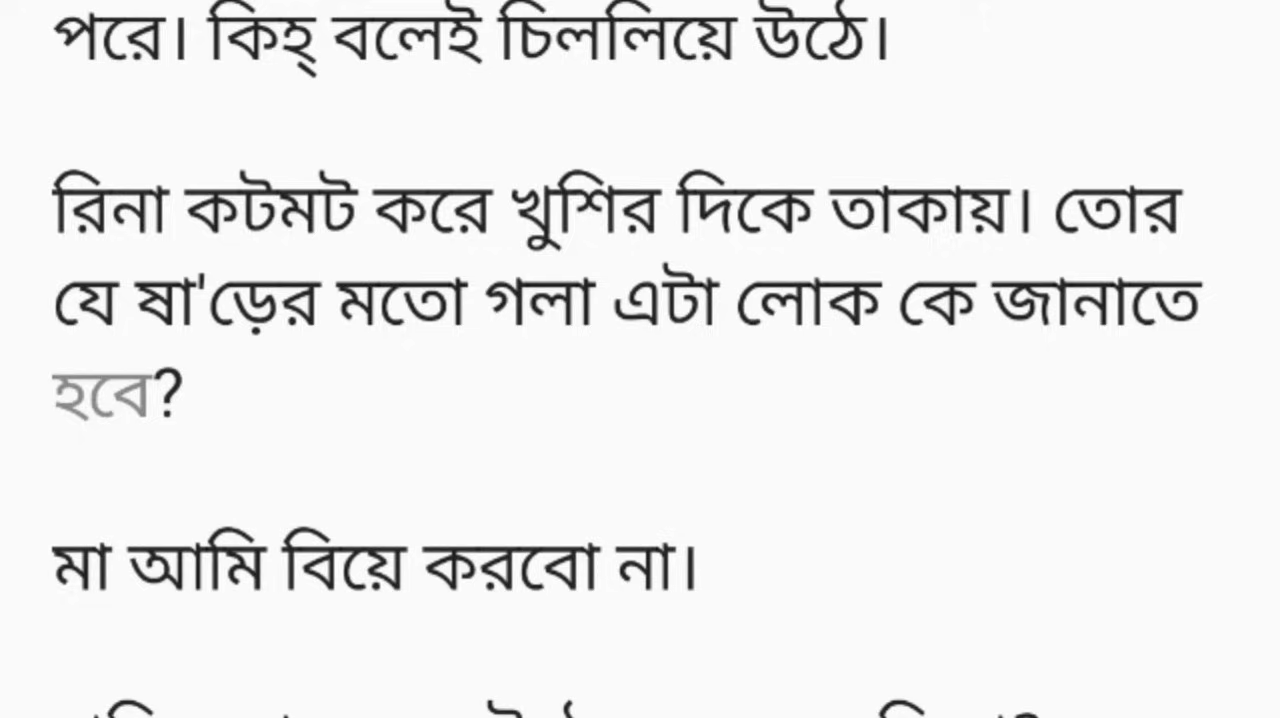 পরে। কিহ্ বলেই চিললিয়ে উঠে।
রিনা কটমট করে খুশির দিকে তাকায়। তোর
যে ষা'ড়ের মতো গলা এটা লোক কে জানাতে
হবে?
মা আমি বিয়ে করবো না।